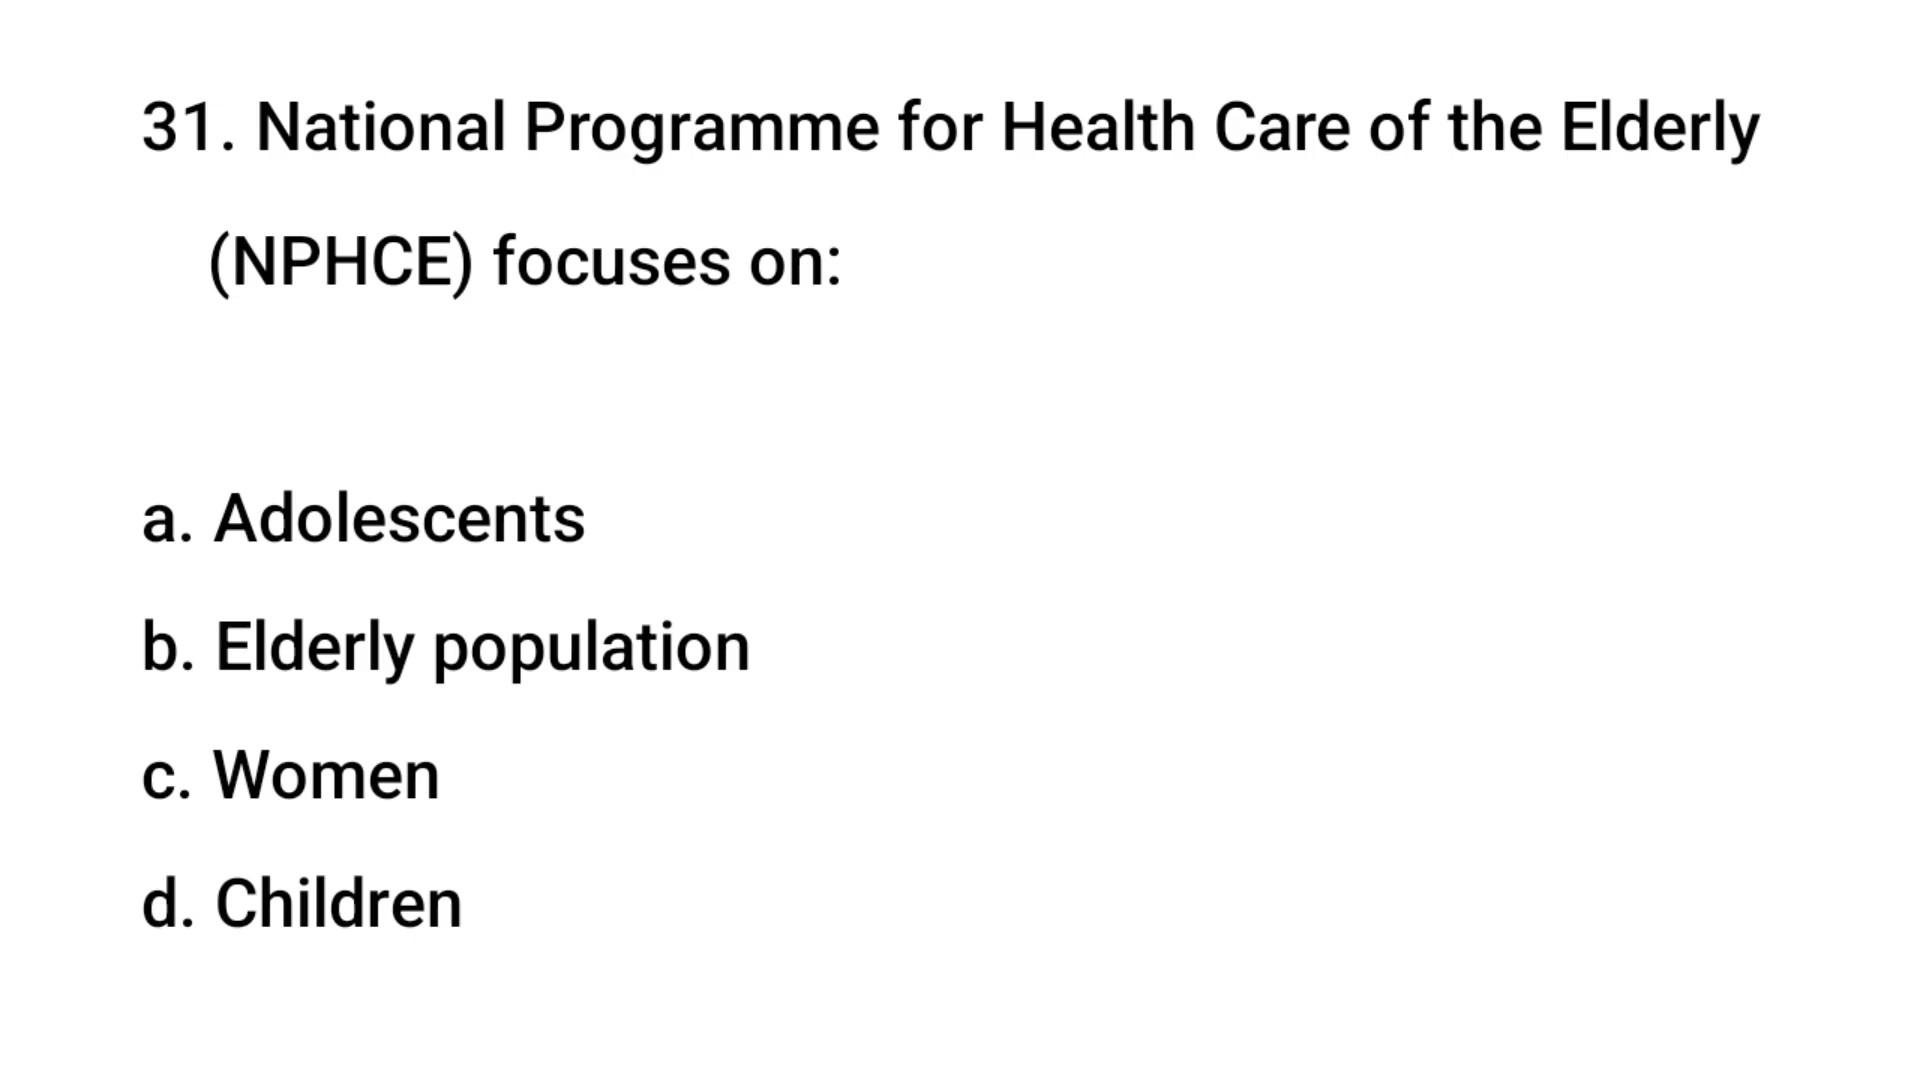 31. National Programme for Health Care of the Elderly
(NPHCE) focuses on:
a. Adolescents
b. Elderly population
c. Women
d. Children